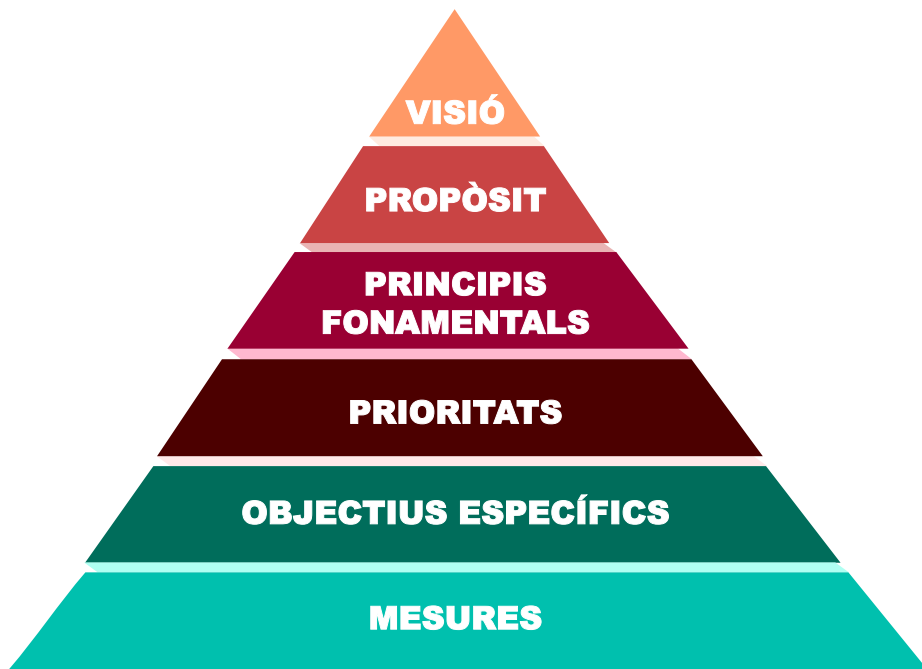 VISIÓ
PROPÒSIT
PRINCIPIS
FONAMENTALS
PRIORITATS
OBJECTIUS ESPECÍFICS
MESURES